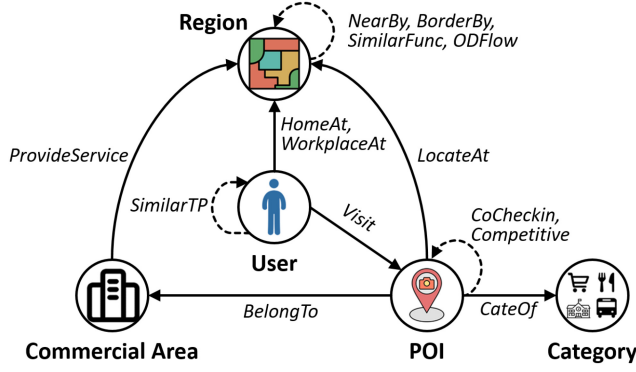 Region
NearBy, BorderBy,
SimilarFunc, ODFlow
HomeAt,
WorkplaceAt
ProvideService
LocateAt
SimilarTP
Visit
CoCheckin,
Competitive
User
BelongTo
CateOf
Commercial Area
POI
Category